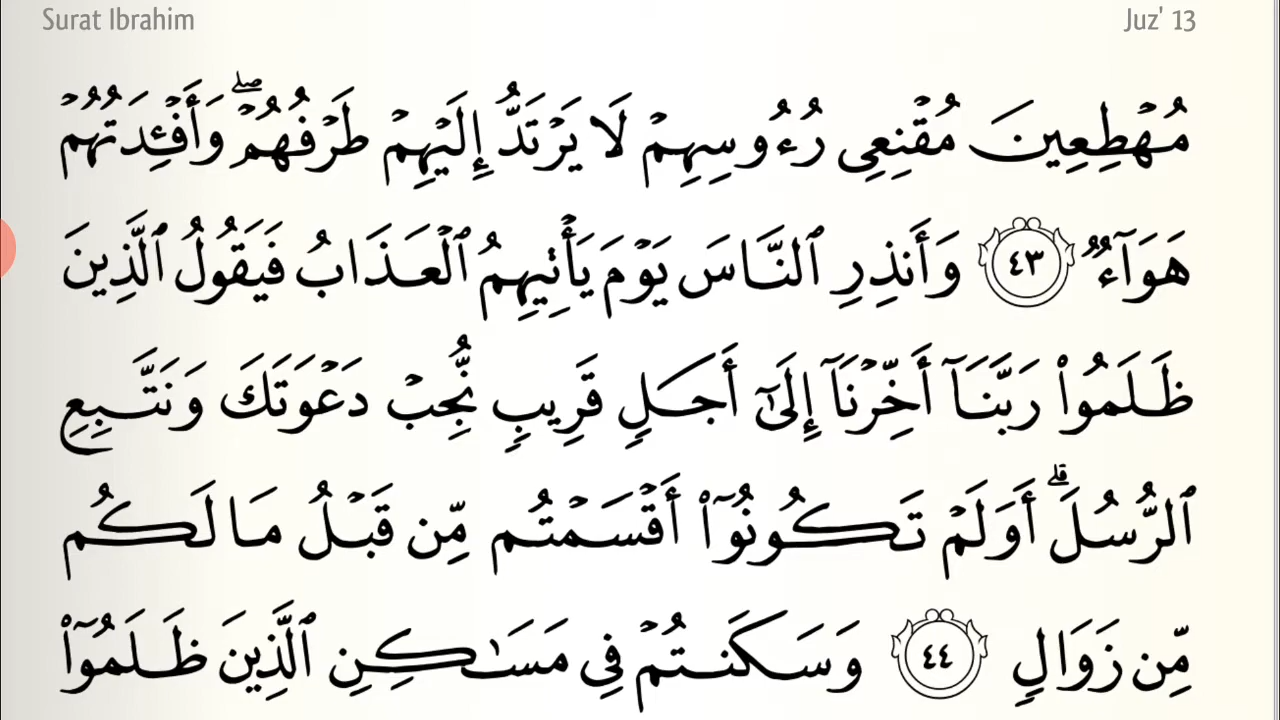 Surat Ibrahim Juz' 13
مُهۡطِعِينَ مُقۡنِعِي رُءُوسِهِمۡ لَا يَرۡتَدُّ إِلَيۡهِمۡ طَرۡفُهُمۡۖ وَأَفۡـِٔدَتُهُمۡ
هَوَآءٞ ٤٣ وَأَنذِرِ ٱلنَّاسَ يَوۡمَ يَأۡتِيهِمُ ٱلۡعَذَابُ فَيَقُولُ ٱلَّذِينَ
ظَلَمُواْ رَبَّنَآ أَخِّرۡنَآ إِلَىٰٓ أَجَلٖ قَرِيبٖ نُّجِبۡ دَعۡوَتَكَ وَنَتَّبِعِ
ٱلرُّسُلَۗ أَوَلَمۡ تَكُونُوٓاْ أَقۡسَمۡتُم مِّن قَبۡلُ مَا لَكُم
مِّن زَوَالٖ ٤٤ وَسَكَنتُمۡ فِي مَسَٰكِنِ ٱلَّذِينَ ظَلَمُوٓاْ